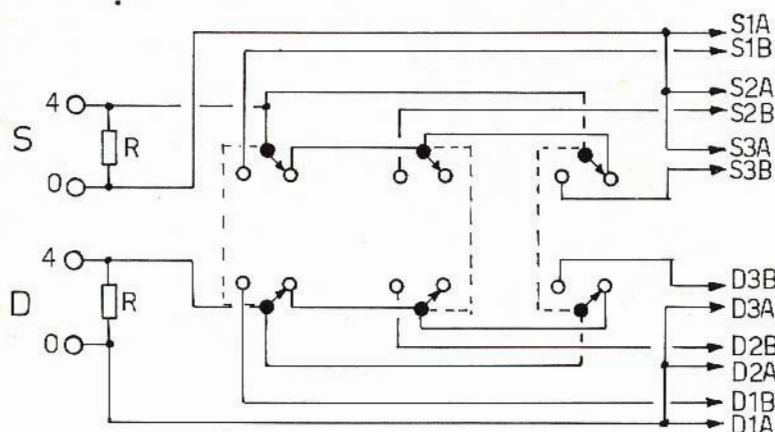 S1A
S1B
4
S2A
S2B
S
R
S3A
0
S3B
4
D3B
D
R
D3A
0
D2B
D2A
D1B
D1A